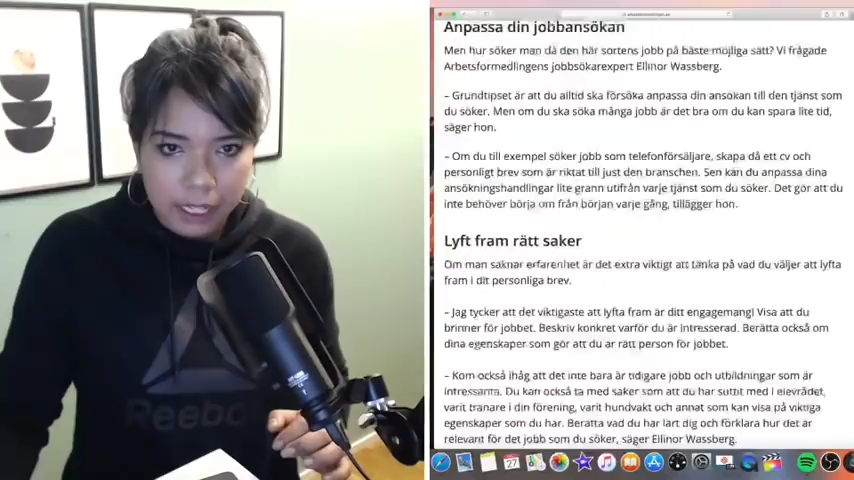 Anpassa din jobbansökan
Men hur söker man då den här sortens jobb på bäste möjliga sätt? Vi frågade
Arbetsformedlingens jobbsökarexpert Ellinor Wassberg.
– Grundtipset är att du alltid ska försöka anpassa din ansökan till den tjänst som
du söker. Men om du ska söka många jobb är det bra om du kan spara lite tid,
säger hon.
– Om du till exempel söker jobb som telefonförsäljare, skapa då ett cv och
personligt brev som är riktat till just den branschen. Sen kan du anpassa dina
ansökningshandlingar lite grann utifrån varje tjänst som du söker. Det gör att du
inte behöver börja om från början varje gång, tillägger hon.
Lyft fram rätt saker
Om man saknar erfarenhet är det extra viktigt att tänka på vad du väljer att lyfta
fram i dit personliga brev.
– Jag tycker att det viktigaste att lyfta fram är ditt engagemang! Visa att du
brinner för jobbet. Beskriv konkret varför du är intresserad. Berätta också om
dina egenskaper som gör att du är rätt person för jobbet.
– Kom också ihåg att det inte bara är tidigare jobb och utbildningar som är
intressanta. Du kan också ta med saker som att du har suttit med i elevrådet,
varit tränare i din förening, varit hundvakt och annat som kan visa på viktiga
egenskaper som du har. Berätta vad du har lärt dig och förklara hur det är
relevant för det jobb som du söker, säger Ellinor Wassberg.
Reebo
27